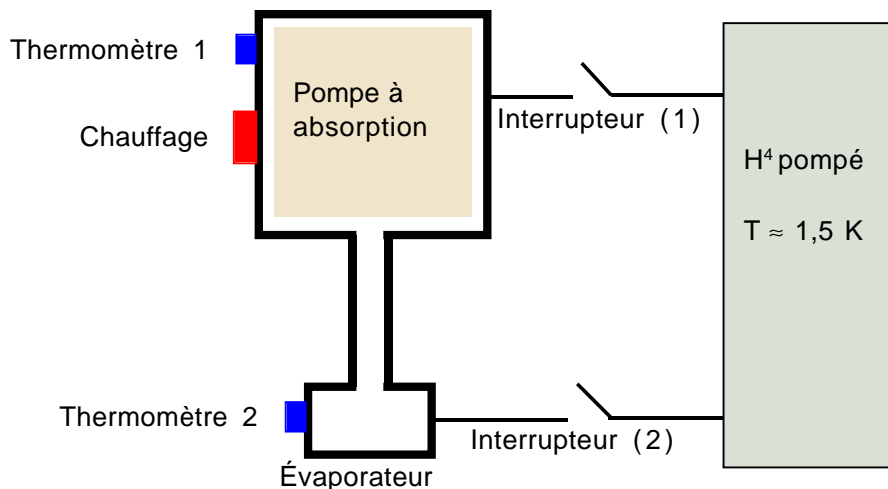 Thermomètre 1
Pompe à
absorption
Chauffage
Interrupteur (1)
H⁴ pompé
T ≈ 1,5 K
Thermomètre 2
Interrupteur (2)
Évaporateur